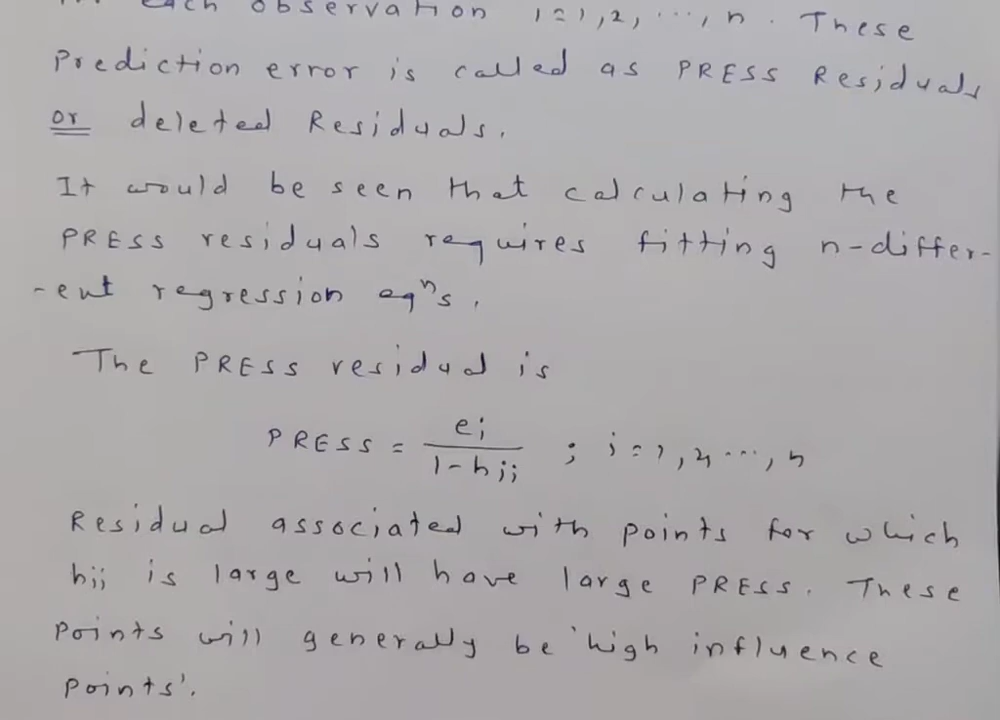 each observation i=1,2, ..., n. These
Prediction error is called as PRESS Residuals
or deleted Residuals.
It would be seen that calculating the
PRESS residuals requires fitting n-differ-
-ent regression eqⁿs.
The PRESS residual is
PRESS = ei / 1-hii ; i=1,2, ..., n
Residual associated with points for which
hii is large will have large PRESS. These
Points will generally be 'high influence
Points'.